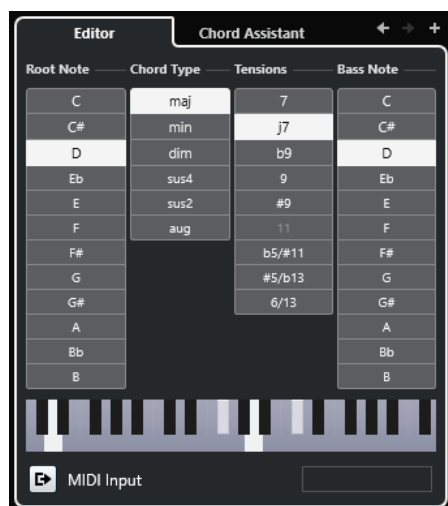 Editor Chord Assistant
Root Note Chord Type Tensions Bass Note
C maj 7 C
C# min j7 C#
D dim b9 D
Eb sus4 9 Eb
E sus2 #9 E
F aug 11 F
F# b5/#11 F#
G #5/b13 G
G# 6/13 G#
A A
Bb Bb
B B
MIDI Input